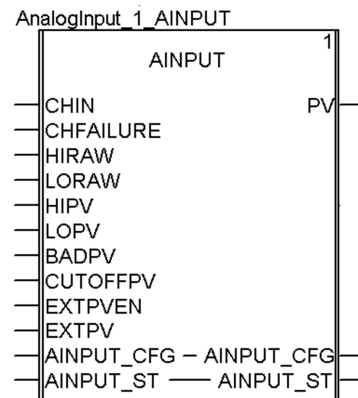 AnalogInput_1_AINPUT
1
AINPUT
CHIN PV
CHFAILURE
HIRAW
LORAW
HIPV
LOPV
BADPV
CUTOFFPV
EXTPVEN
EXTPV
AINPUT_CFG — AINPUT_CFG
AINPUT_ST — AINPUT_ST